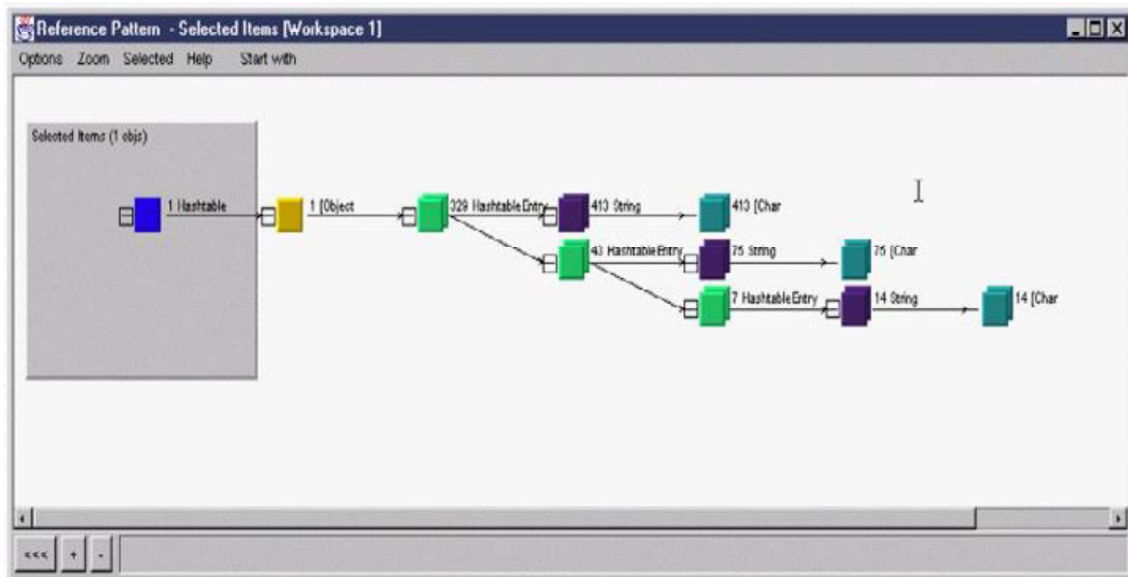 Reference Pattern - Selected Items [Workspace 1]
Options Zoom Selected Help Start with
Selected Items (1 objs)
1 Hashtable
1 [Object
329 HashtableEntry
413 String
413 [Char
43 HashtableEntry
75 String
75 [Char
7 HashtableEntry
14 String
14 [Char
<<< + -